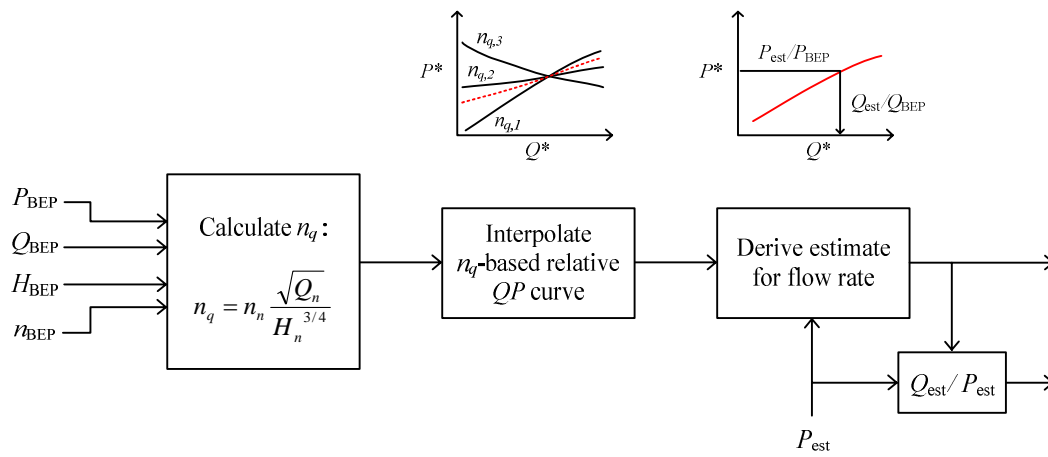 P*
n_q,3
n_q,2
n_q,1
Q*
P*
P_est/P_BEP
Q_est/Q_BEP
Q*
P_BEP
Q_BEP
H_BEP
n_BEP
Calculate n_q:
n_q = n_n √Q_n / H_n^3/4
Interpolate
n_q-based relative
QP curve
Derive estimate
for flow rate
Q_est/ P_est
P_est